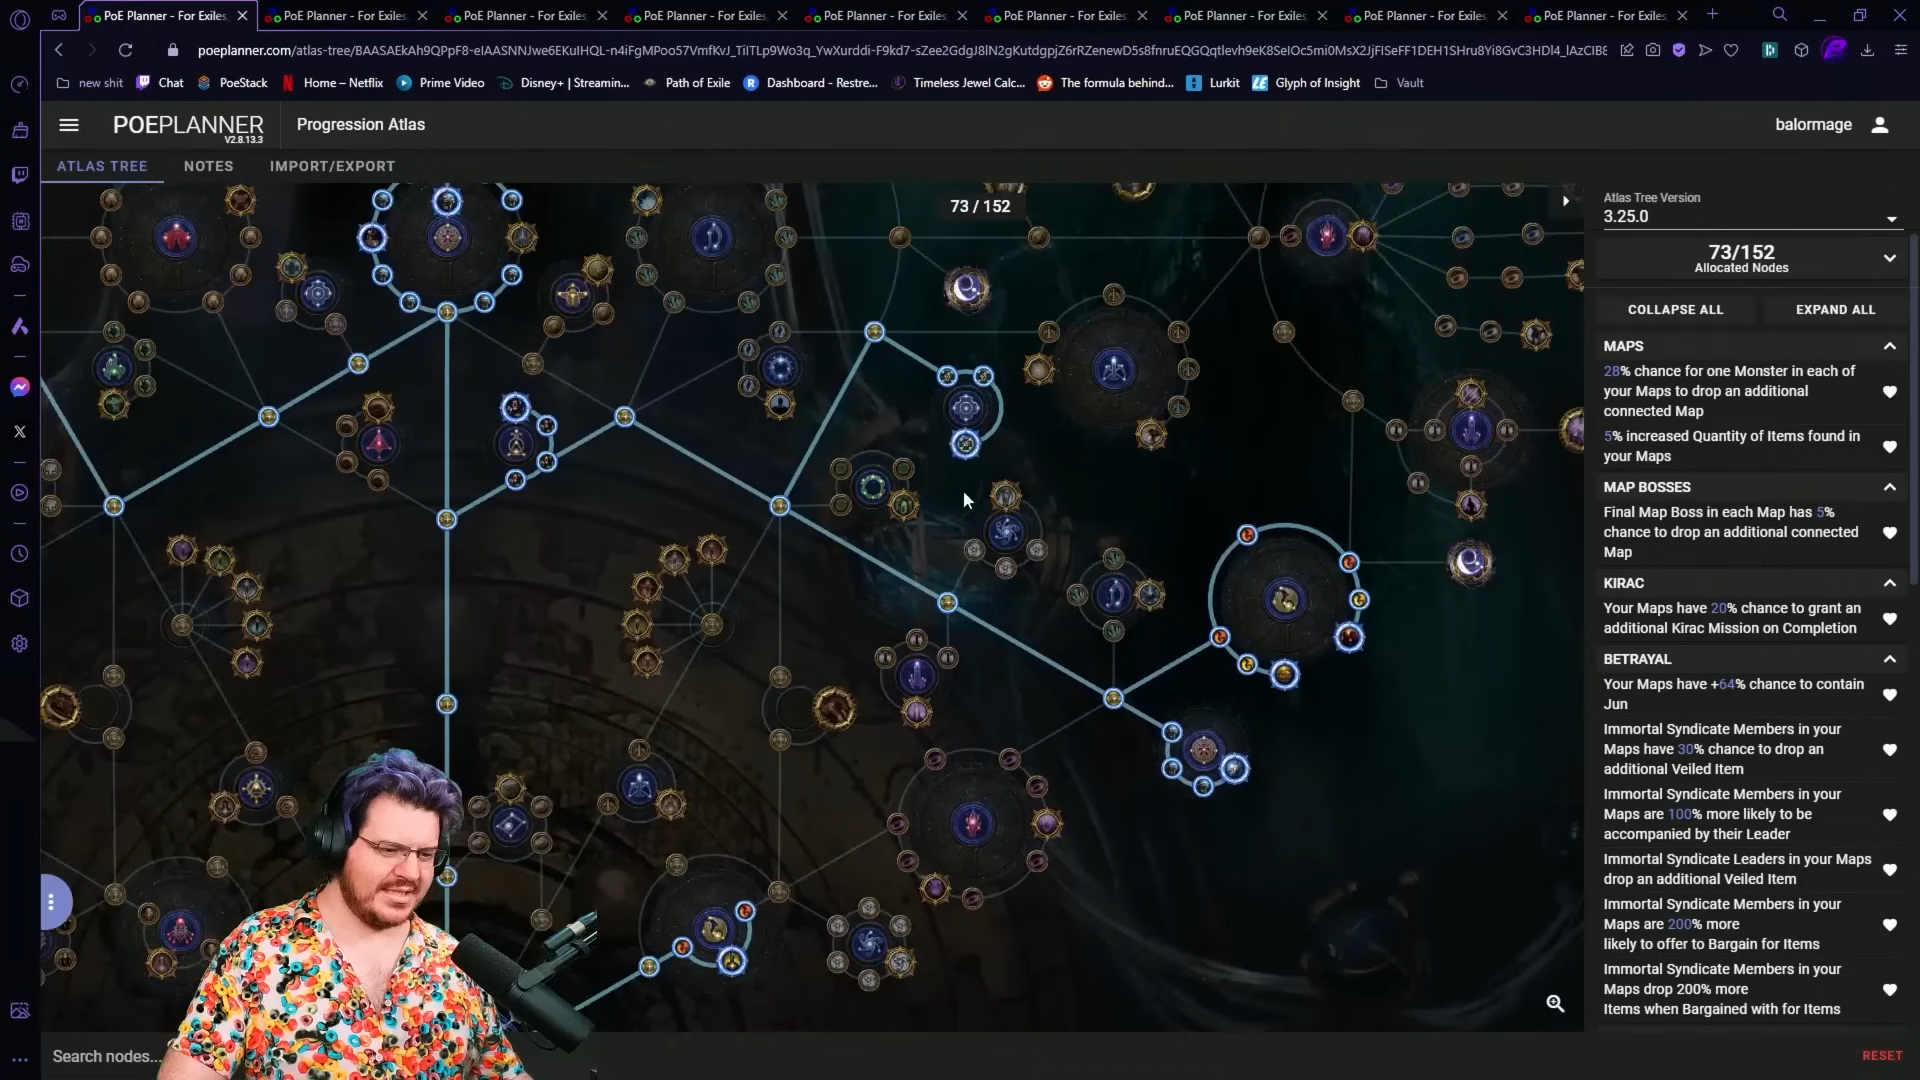 PoE Planner - For Exiles,
PoE Planner - For Exiles,
PoE Planner - For Exiles,
PoE Planner - For Exiles,
PoE Planner - For Exiles,
PoE Planner - For Exiles,
PoE Planner - For Exiles,
PoE Planner - For Exiles,
PoE Planner - For Exiles,
new shit
Chat
PoeStack
Home – Netflix
Prime Video
Disney+ | Streamin...
Path of Exile
Dashboard - Restre...
Timeless Jewel Calc...
The formula behind...
Lurkit
Glyph of Insight
Vault
POEPLANNER
V2.8.13.3
Progression Atlas
balormage
ATLAS TREE
NOTES
IMPORT/EXPORT
73 / 152
Atlas Tree Version
3.25.0
73/152
Allocated Nodes
COLLAPSE ALL
EXPAND ALL
MAPS
28% chance for one Monster in each of
your Maps to drop an additional
connected Map
5% increased Quantity of Items found in
your Maps
MAP BOSSES
Final Map Boss in each Map has 5%
chance to drop an additional connected
Map
KIRAC
Your Maps have 20% chance to grant an
additional Kirac Mission on Completion
BETRAYAL
Your Maps have +64% chance to contain
Jun
Immortal Syndicate Members in your
Maps have 30% chance to drop an
additional Veiled Item
Immortal Syndicate Members in your
Maps are 100% more likely to be
accompanied by their Leader
Immortal Syndicate Leaders in your Maps
drop an additional Veiled Item
Immortal Syndicate Members in your
Maps are 200% more
likely to offer to Bargain for Items
Immortal Syndicate Members in your
Maps drop 200% more
Items when Bargained with for Items
Search nodes...
RESET